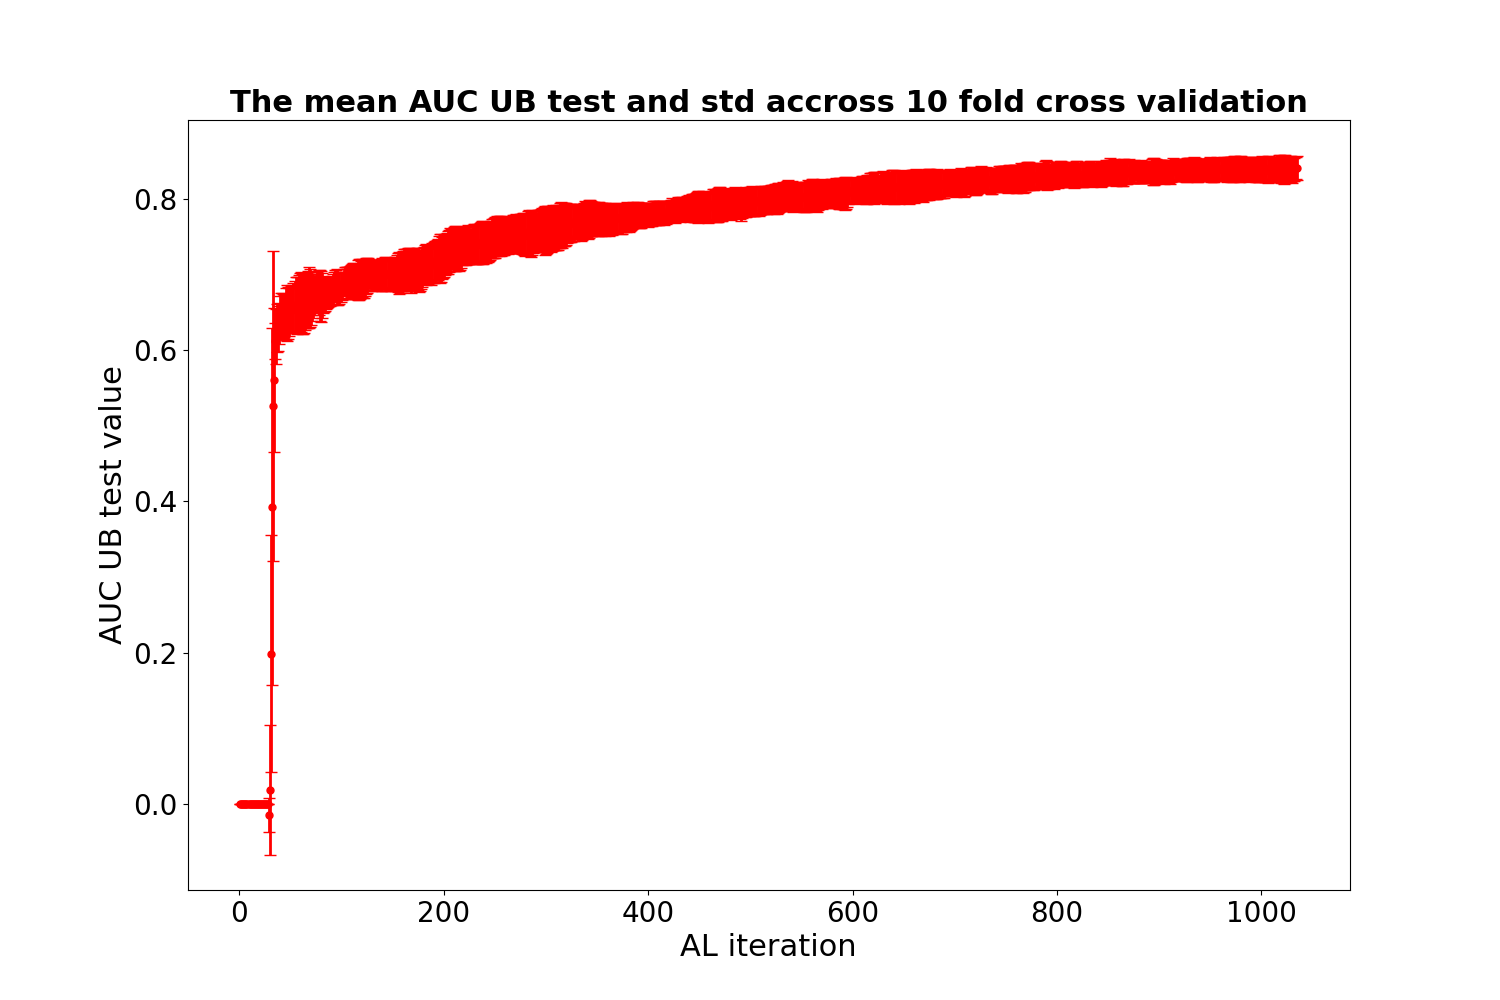 The mean AUC UB test and std accross 10 fold cross validation
AUC UB test value
0.8
0.6
0.4
0.2
0.0
0 200 400 600 800 1000
AL iteration